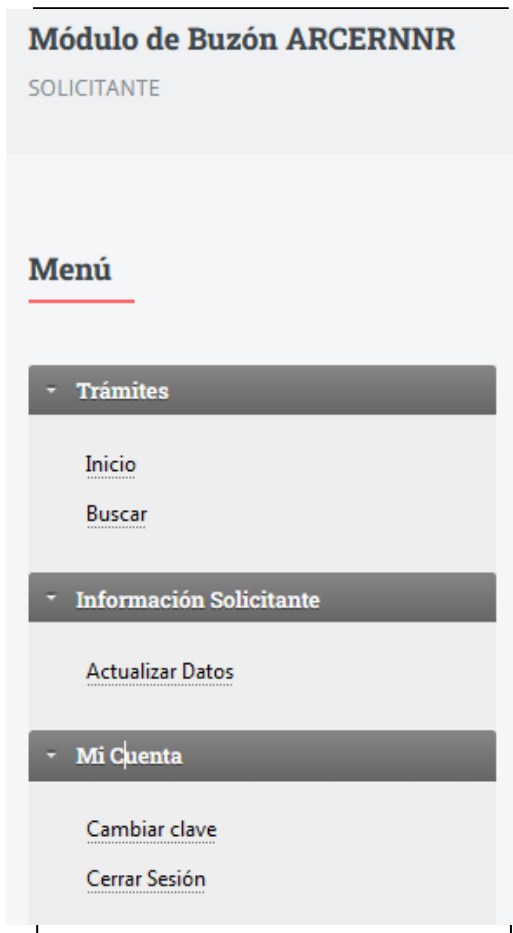 Módulo de Buzón ARCERNNR
SOLICITANTE
Menú
Trámites
Inicio
Buscar
Información Solicitante
Actualizar Datos
Mi Cuenta
Cambiar clave
Cerrar Sesión